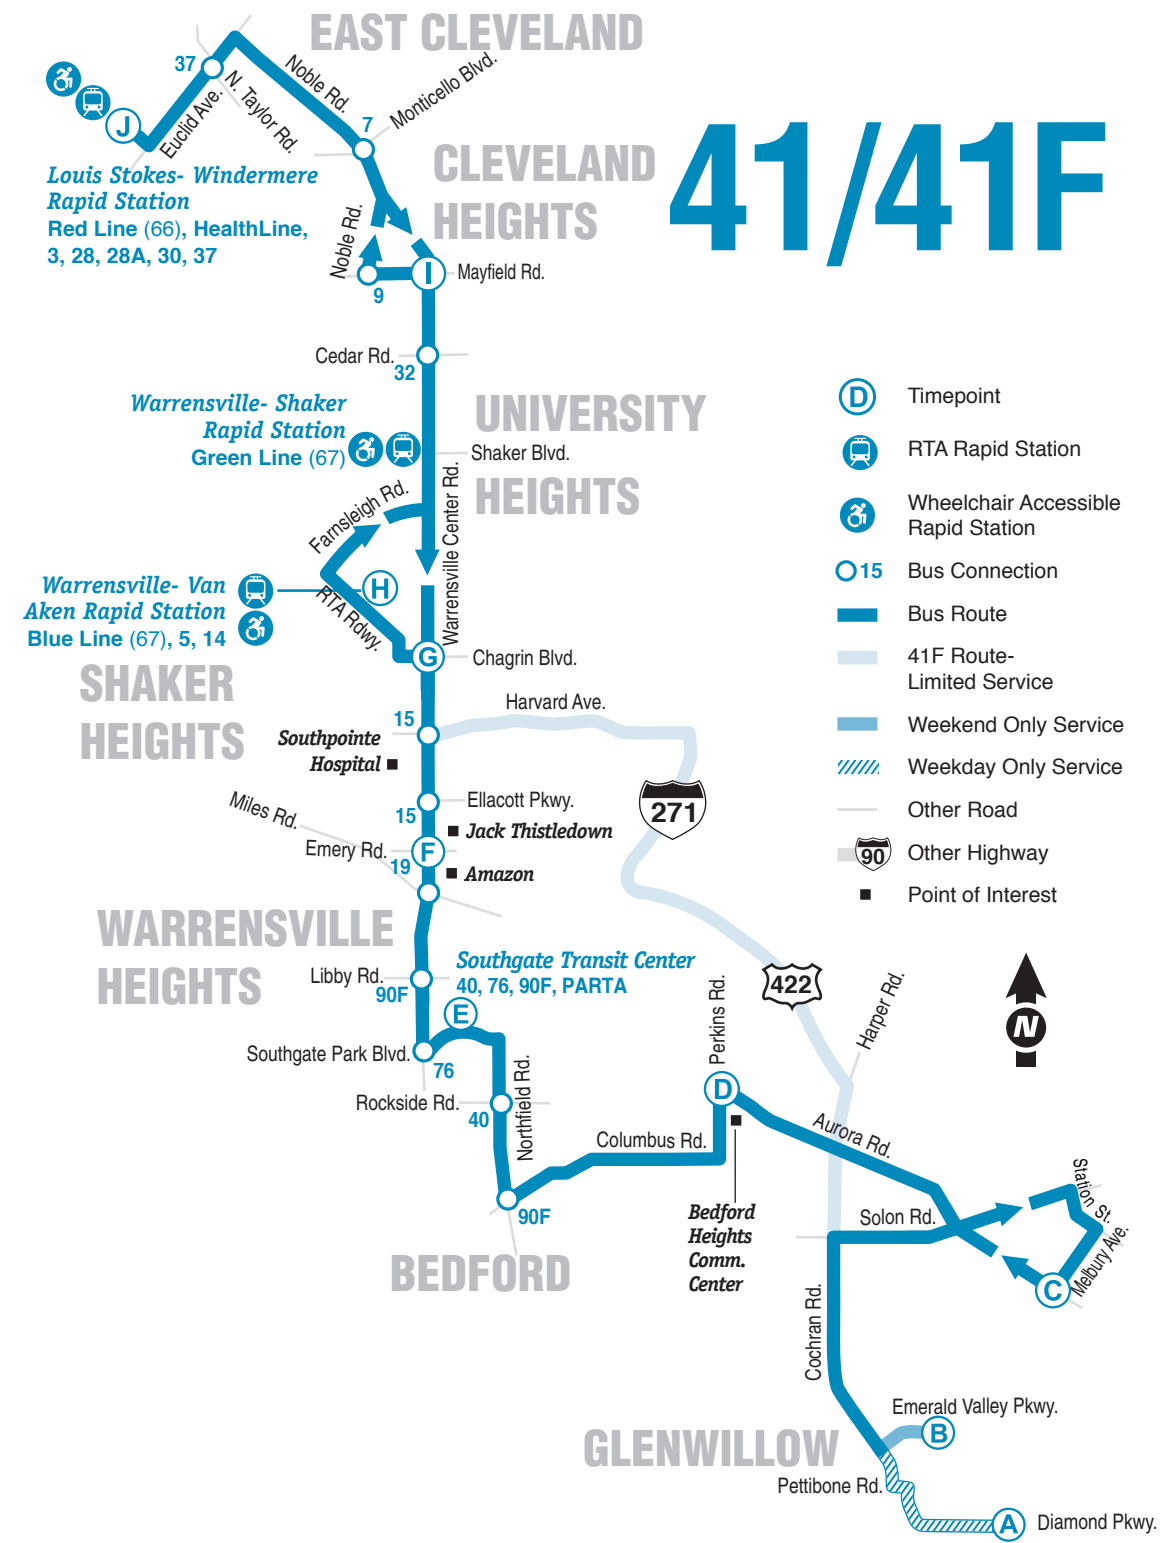 EAST CLEVELAND
37
Noble Rd.
Monticello Blvd.
N. Taylor Rd.
Euclid Ave.
J
7
41/41F
CLEVELAND
HEIGHTS
Louis Stokes- Windermere
Rapid Station
Red Line (66), HealthLine,
3, 28, 28A, 30, 37
Noble Rd.
I
Mayfield Rd.
9
Cedar Rd.
32
Warrensville- Shaker
Rapid Station
Green Line (67)
UNIVERSITY
HEIGHTS
Shaker Blvd.
Warrensville Center Rd.
Farnsleigh Rd.
Warrensville- Van
Aken Rapid Station
Blue Line (67), 5, 14
H
RTA Rdwy.
G
Chagrin Blvd.
SHAKER
HEIGHTS
Harvard Ave.
15
Southpointe
Hospital
271
Ellacott Pkwy.
15
Miles Rd.
Jack Thistledown
Emery Rd.
F
19
Amazon
WARRENSVILLE
HEIGHTS
Southgate Transit Center
40, 76, 90F, PARTA
Libby Rd.
90F
E
422
Harper Rd.
Perkins Rd.
Southgate Park Blvd.
76
Rockside Rd.
40
Northfield Rd.
D
Columbus Rd.
Aurora Rd.
90F
BEDFORD
Bedford
Heights
Comm.
Center
Solon Rd.
Station St.
Melbury Ave.
C
Cochran Rd.
Emerald Valley Pkwy.
B
GLENWILLOW
Pettibone Rd.
A
Diamond Pkwy.
D
Timepoint
RTA Rapid Station
Wheelchair Accessible
Rapid Station
15
Bus Connection
Bus Route
41F Route-
Limited Service
Weekend Only Service
Weekday Only Service
Other Road
90
Other Highway
Point of Interest
N